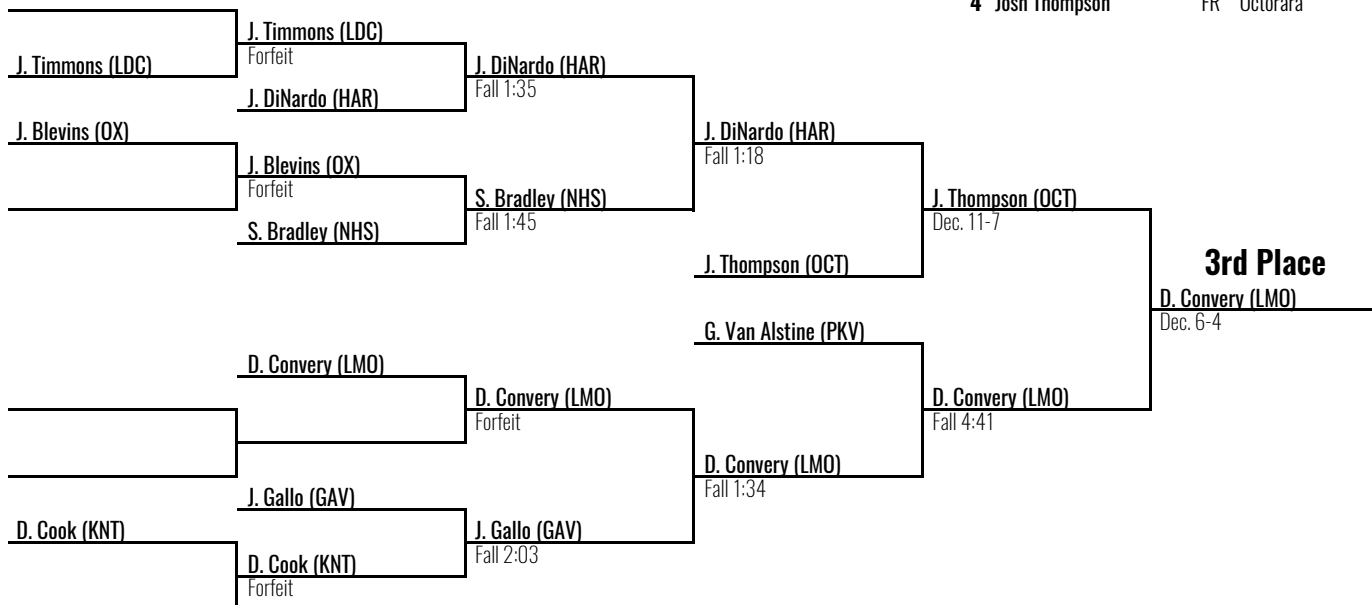 4 Josh Thompson FR Octorara
J. Timmons (LDC)
Forfeit
J. Timmons (LDC)
J. DiNardo (HAR)
Fall 1:35
J. DiNardo (HAR)
J. Blevins (OX)
J. DiNardo (HAR)
Fall 1:18
J. Blevins (OX)
Forfeit
S. Bradley (NHS)
Fall 1:45
J. Thompson (OCT)
Dec. 11-7
S. Bradley (NHS)
J. Thompson (OCT)
3rd Place
D. Convery (LMO)
Dec. 6-4
G. Van Alstine (PKV)
D. Convery (LMO)
D. Convery (LMO)
Forfeit
D. Convery (LMO)
Fall 4:41
D. Convery (LMO)
Fall 1:34
J. Gallo (GAV)
D. Cook (KNT)
J. Gallo (GAV)
Fall 2:03
D. Cook (KNT)
Forfeit